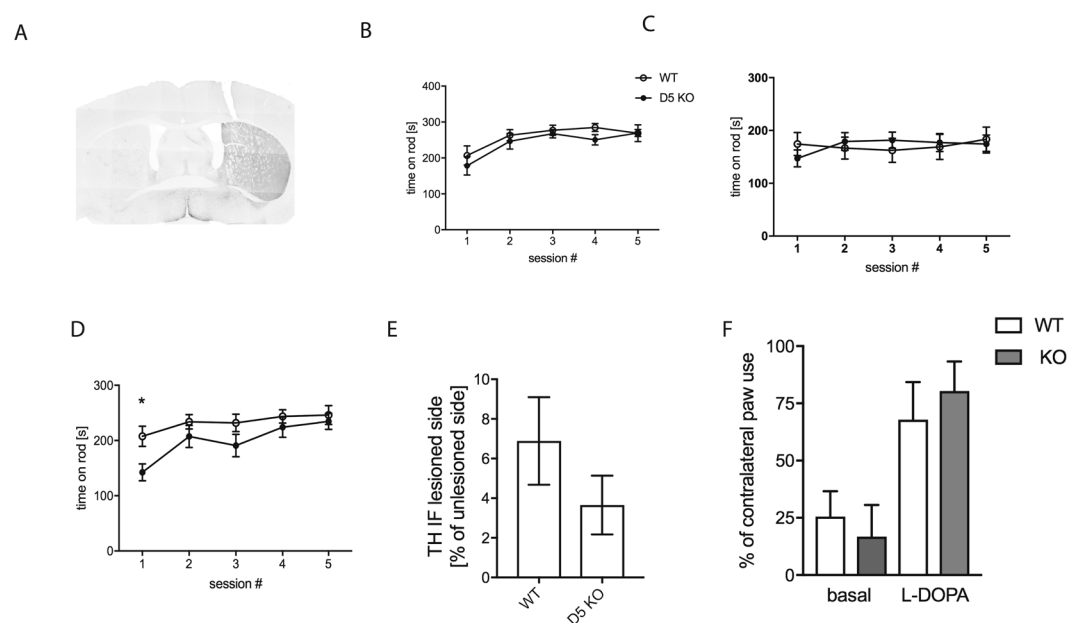 A
B
C
WT
D5 KO
400
300
200
100
0
time on rod [s]
1 2 3 4 5
session #
300
200
100
0
time on rod [s]
1 2 3 4 5
session #
D
E
F
300
200
100
0
time on rod [s]
*
1 2 3 4 5
session #
10
8
6
4
2
0
TH IF lesioned side
[% of unlesioned side]
WT
D5 KO
WT
KO
100
75
50
25
0
% of contralateral paw use
basal L-DOPA